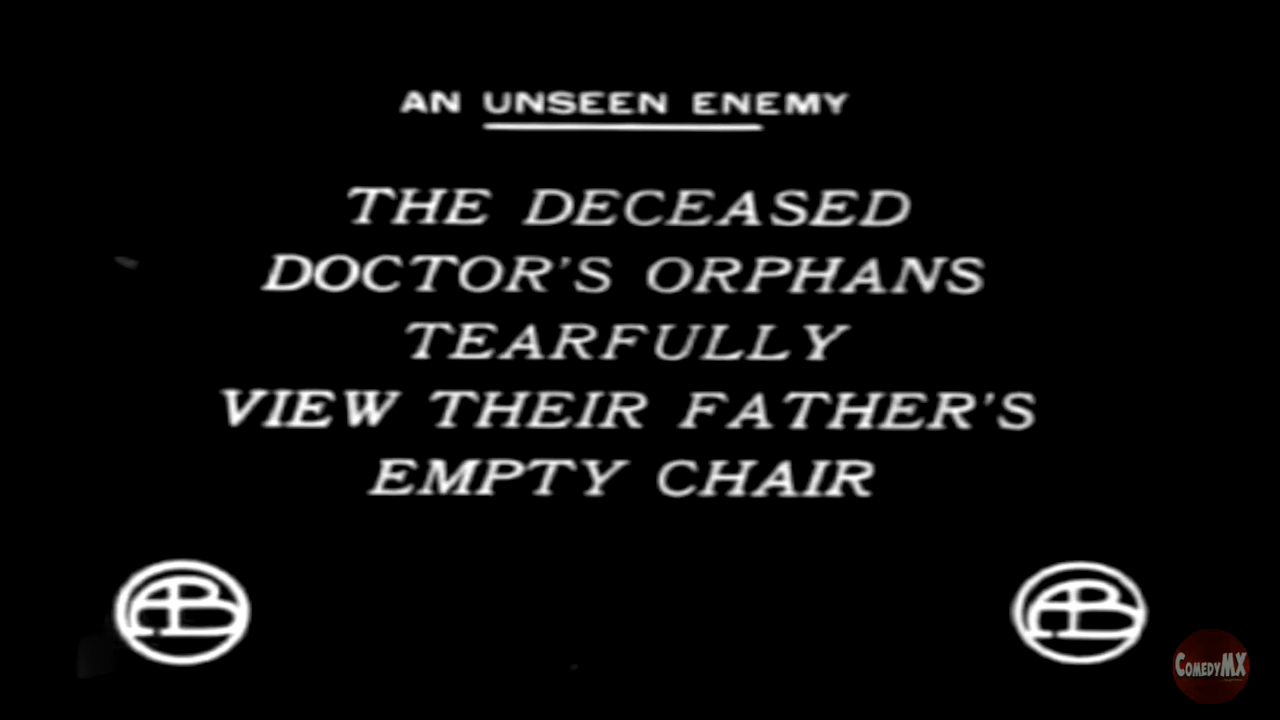 AN UNSEEN ENEMY
THE DECEASED
DOCTOR'S ORPHANS
TEARFULLY
VIEW THEIR FATHER'S
EMPTY CHAIR
AB
AB
COMEDYMX